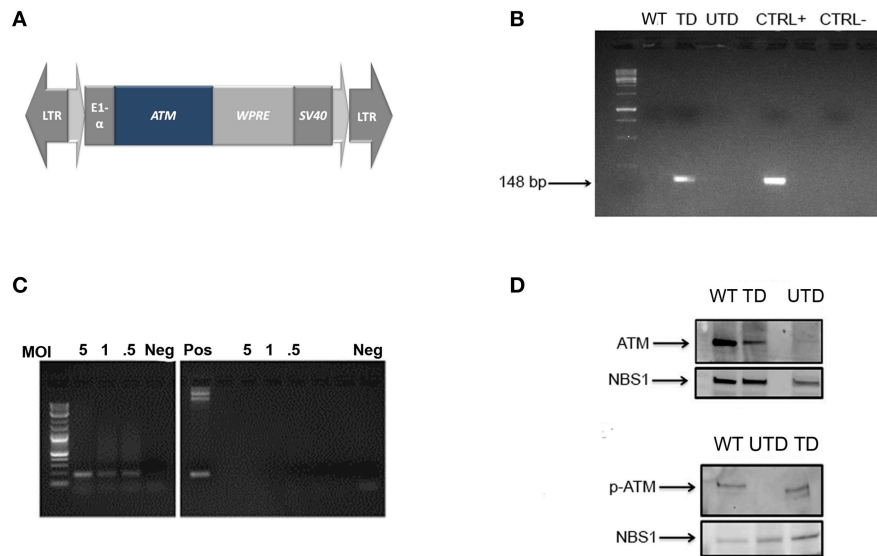 A
LTR E1-α ATM WPRE SV40 LTR
B
WT TD UTD CTRL+ CTRL-
148 bp
C
MOI 5 1 .5 Neg Pos 5 1 .5 Neg
D
WT TD UTD
ATM
NBS1
WT UTD TD
p-ATM
NBS1